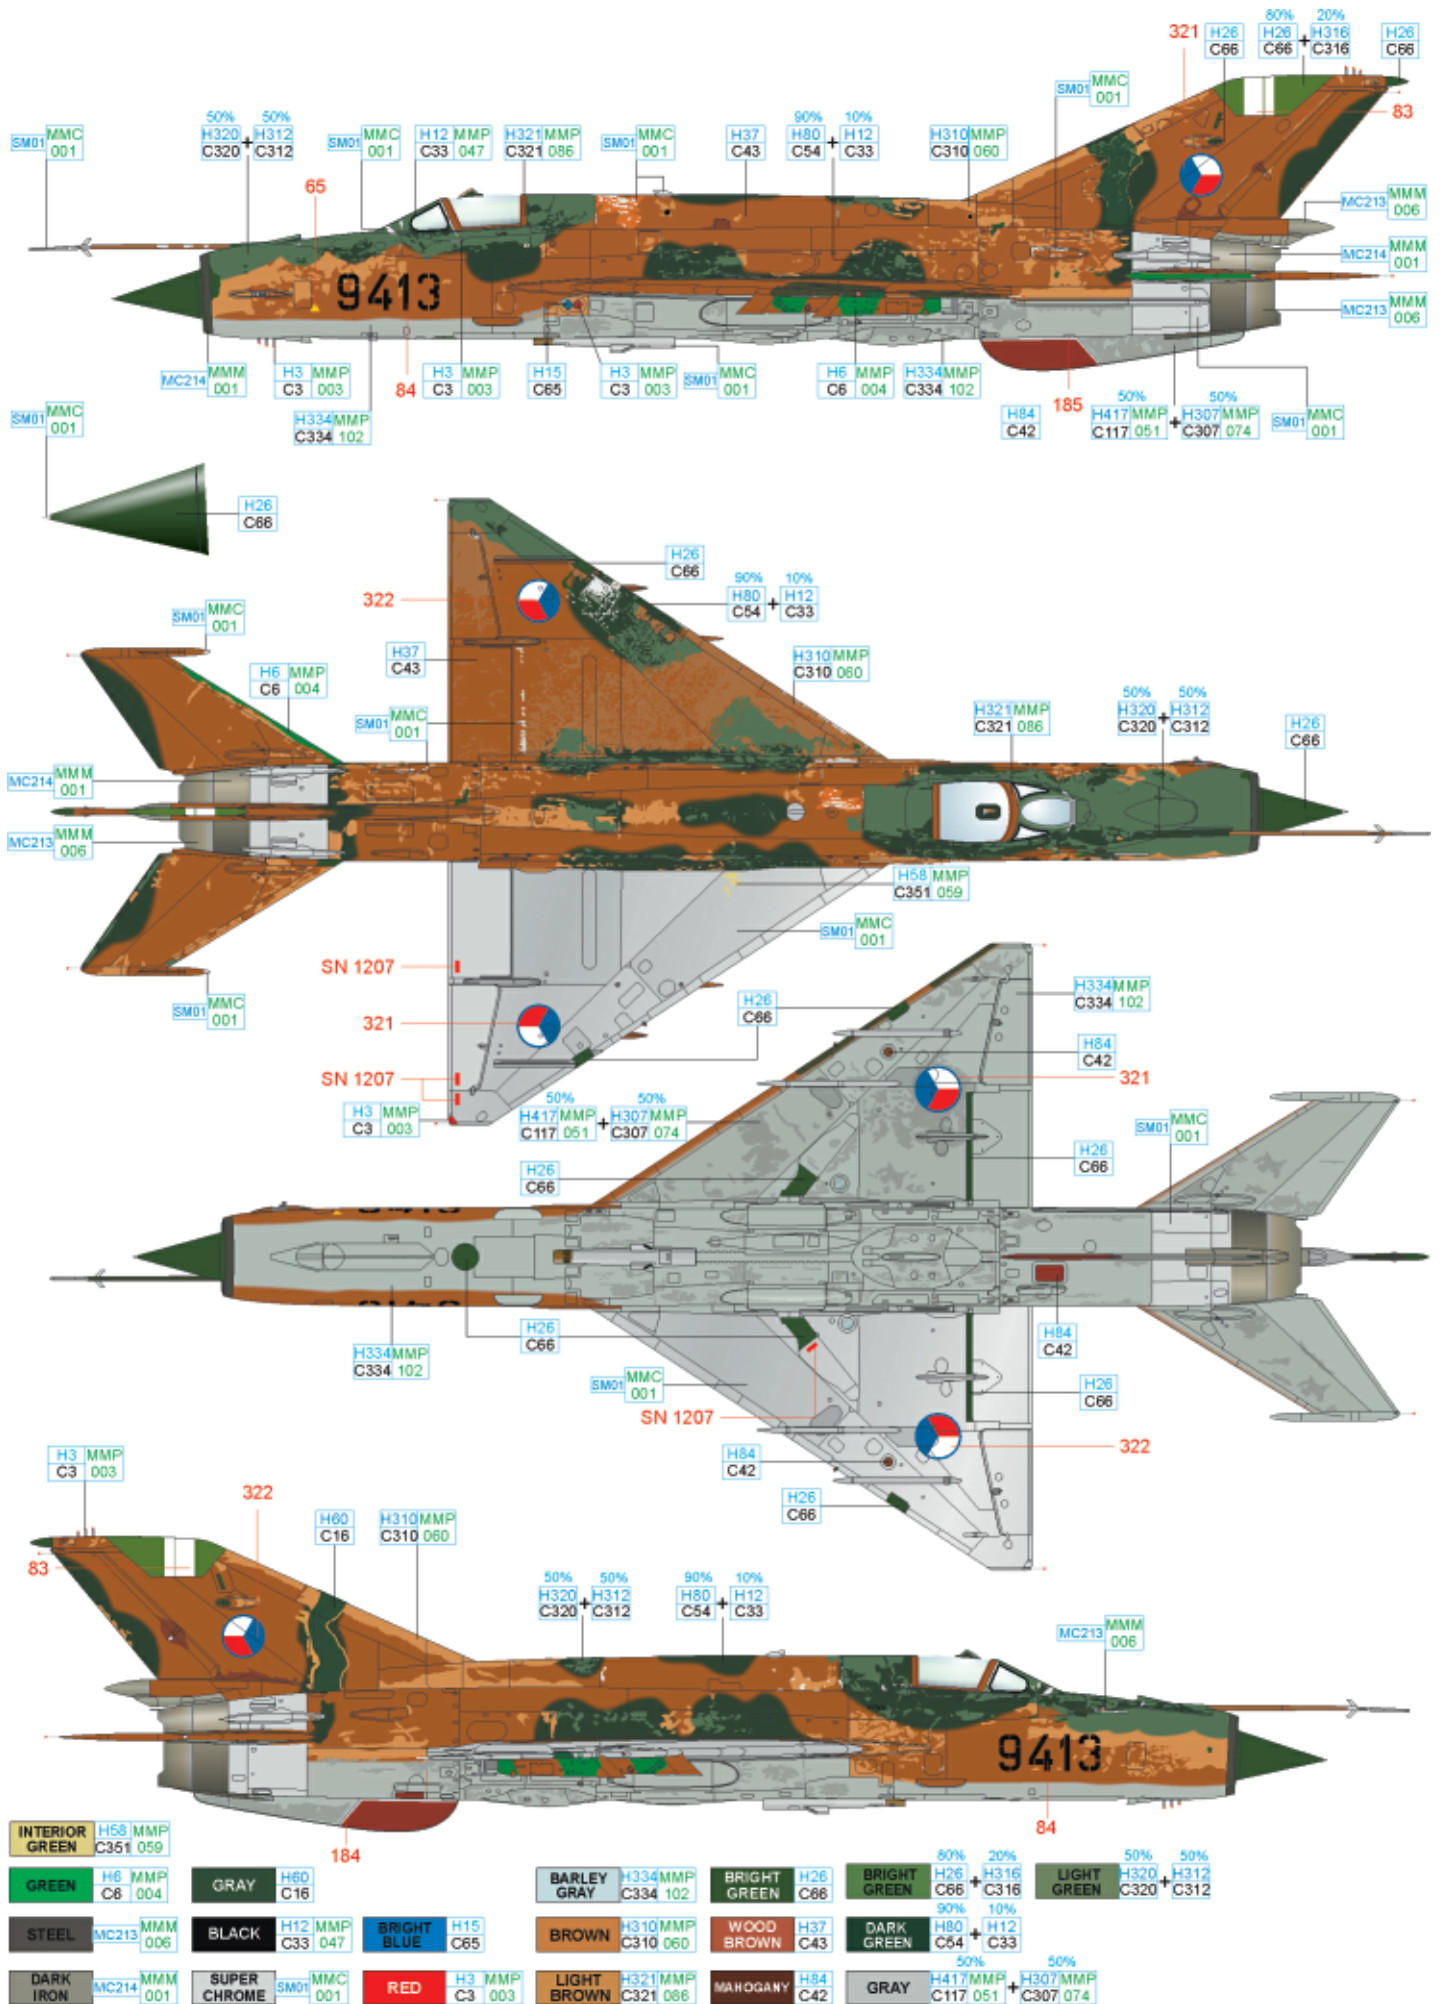 321
H26
C66
80% 20%
H26 + H316
C66 C316
H26
C66
SM01 MMC
001
83
50% 50%
H320 + H312
C320 C312
SM01 MMC
001
SM01 MMC
001
H12 MMP
C33 047
H321 MMP
C321 086
SM01 MMC
001
H37
C43
90% 10%
H80 + H12
C54 C33
H310 MMP
C310 060
65
MC213 MMM
006
MC214 MMM
001
MC213 MMM
006
9413
MC214 MMM
001
H3 MMP
C3 003
84
H3 MMP
C3 003
H15
C65
H3 MMP
C3 003
SM01 MMC
001
H6 MMP
C6 004
H334 MMP
C334 102
185
H334 MMP
C334 102
H84
C42
50% 50%
H417 MMP + H307 MMP
C117 051 C307 074
SM01 MMC
001
SM01 MMC
001
H26
C66
H26
C66
322
90% 10%
H80 + H12
C54 C33
SM01 MMC
001
H37
C43
H6 MMP
C6 004
H310 MMP
C310 060
SM01 MMC
001
H321 MMP
C321 086
50% 50%
H320 + H312
C320 C312
H26
C66
MC214 MMM
001
MC213 MMM
006
H58 MMP
C351 059
SM01 MMC
001
SN 1207
SM01 MMC
001
321
H26
C66
H334 MMP
C334 102
H84
C42
SN 1207
321
H3 MMP
C3 003
50% 50%
H417 MMP + H307 MMP
C117 051 C307 074
SM01 MMC
001
H26
C66
H26
C66
H26
C66
H334 MMP
C334 102
H84
C42
SM01 MMC
001
H26
C66
SN 1207
322
H84
C42
H26
C66
H3 MMP
C3 003
322
H60
C16
H310 MMP
C310 060
83
50% 50%
H320 + H312
C320 C312
90% 10%
H80 + H12
C54 C33
MC213 MMM
006
9413
84
184
INTERIOR GREEN H58 MMP
C351 059
GREEN H6 MMP
C6 004
GRAY H60
C16
BARLEY GRAY H334 MMP
C334 102
BRIGHT GREEN H26
C66
80% 20%
BRIGHT GREEN H26 + H316
C66 C316
50% 50%
LIGHT GREEN H320 + H312
C320 C312
STEEL MC213 MMM
006
BLACK H12 MMP
C33 047
BRIGHT BLUE H15
C65
BROWN H310 MMP
C310 060
WOOD BROWN H37
C43
90% 10%
DARK GREEN H80 + H12
C54 C33
DARK IRON MC214 MMM
001
SUPER CHROME SM01 MMC
001
RED H3 MMP
C3 003
LIGHT BROWN H321 MMP
C321 086
MAHOGANY H84
C42
50% 50%
GRAY H417 MMP + H307 MMP
C117 051 C307 074